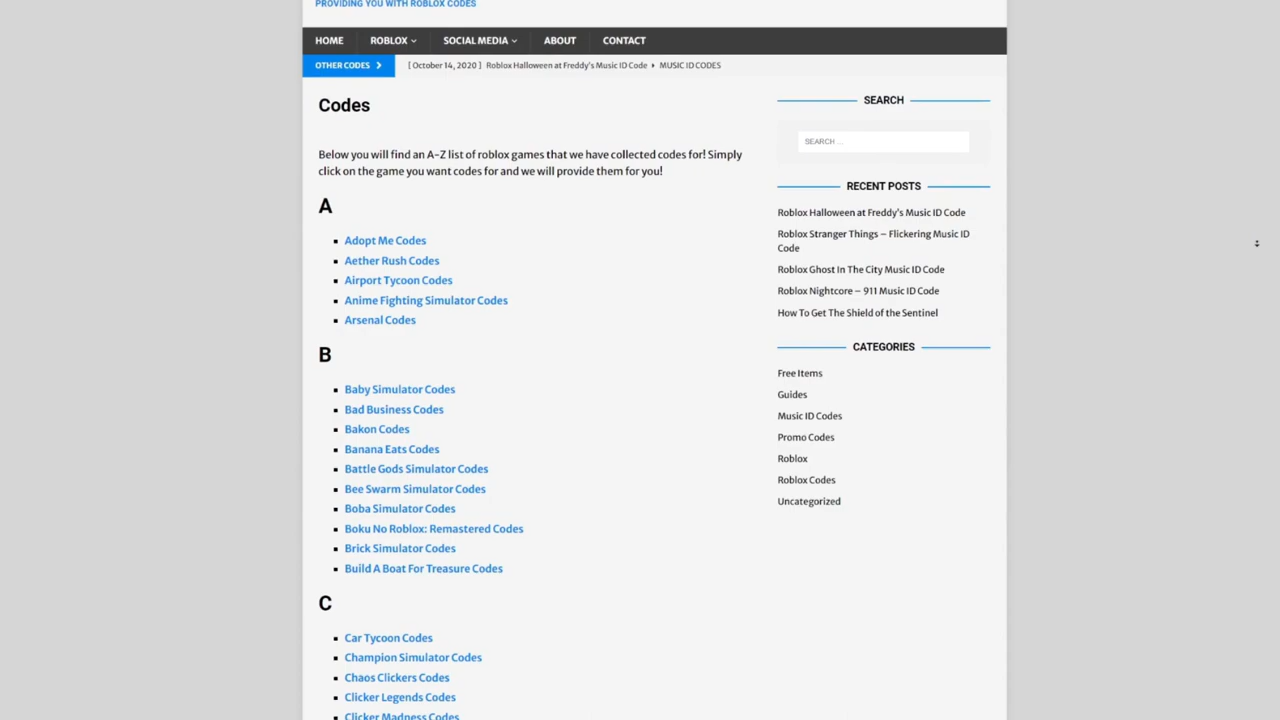 PROVIDING YOU WITH ROBLOX CODES
HOME
ROBLOX
SOCIAL MEDIA
ABOUT
CONTACT
OTHER CODES
[ October 14, 2020 ] Roblox Halloween at Freddy's Music ID Code
MUSIC ID CODES
Codes
Below you will find an A-Z list of roblox games that we have collected codes for! Simply
click on the game you want codes for and we will provide them for you!
A
Adopt Me Codes
Aether Rush Codes
Airport Tycoon Codes
Anime Fighting Simulator Codes
Arsenal Codes
B
Baby Simulator Codes
Bad Business Codes
Bakon Codes
Banana Eats Codes
Battle Gods Simulator Codes
Bee Swarm Simulator Codes
Boba Simulator Codes
Boku No Roblox: Remastered Codes
Brick Simulator Codes
Build A Boat For Treasure Codes
C
Car Tycoon Codes
Champion Simulator Codes
Chaos Clickers Codes
Clicker Legends Codes
Clicker Madness Codes
SEARCH
SEARCH ...
RECENT POSTS
Roblox Halloween at Freddy's Music ID Code
Roblox Stranger Things – Flickering Music ID
Code
Roblox Ghost In The City Music ID Code
Roblox Nightcore – 911 Music ID Code
How To Get The Shield of the Sentinel
CATEGORIES
Free Items
Guides
Music ID Codes
Promo Codes
Roblox
Roblox Codes
Uncategorized